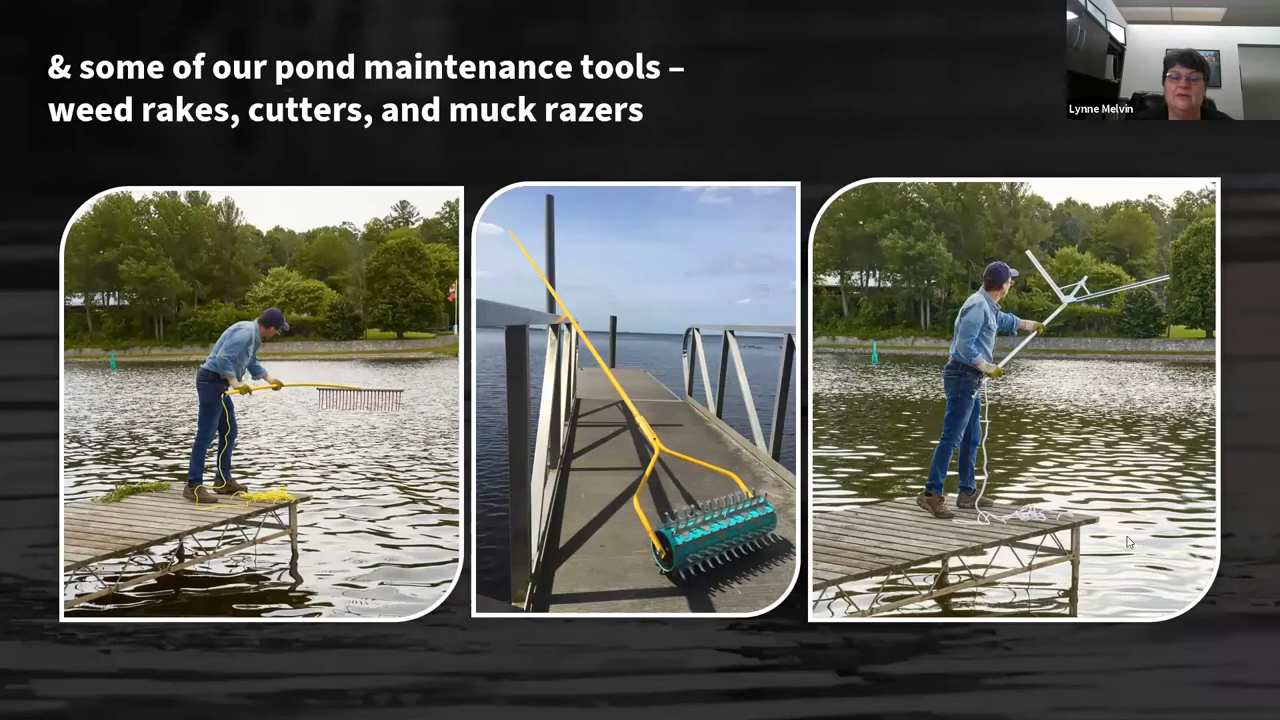 & some of our pond maintenance tools –
weed rakes, cutters, and muck razers
Lynne Melvin